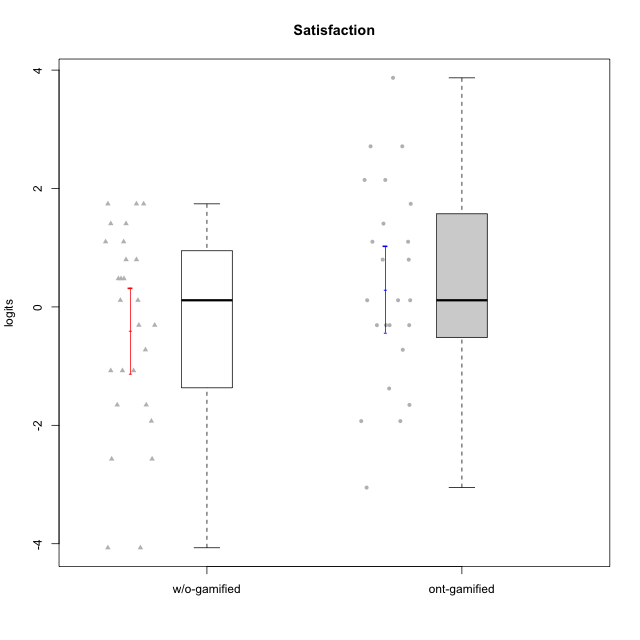 Satisfaction
4
2
0
-2
-4
logits
w/o-gamified
ont-gamified